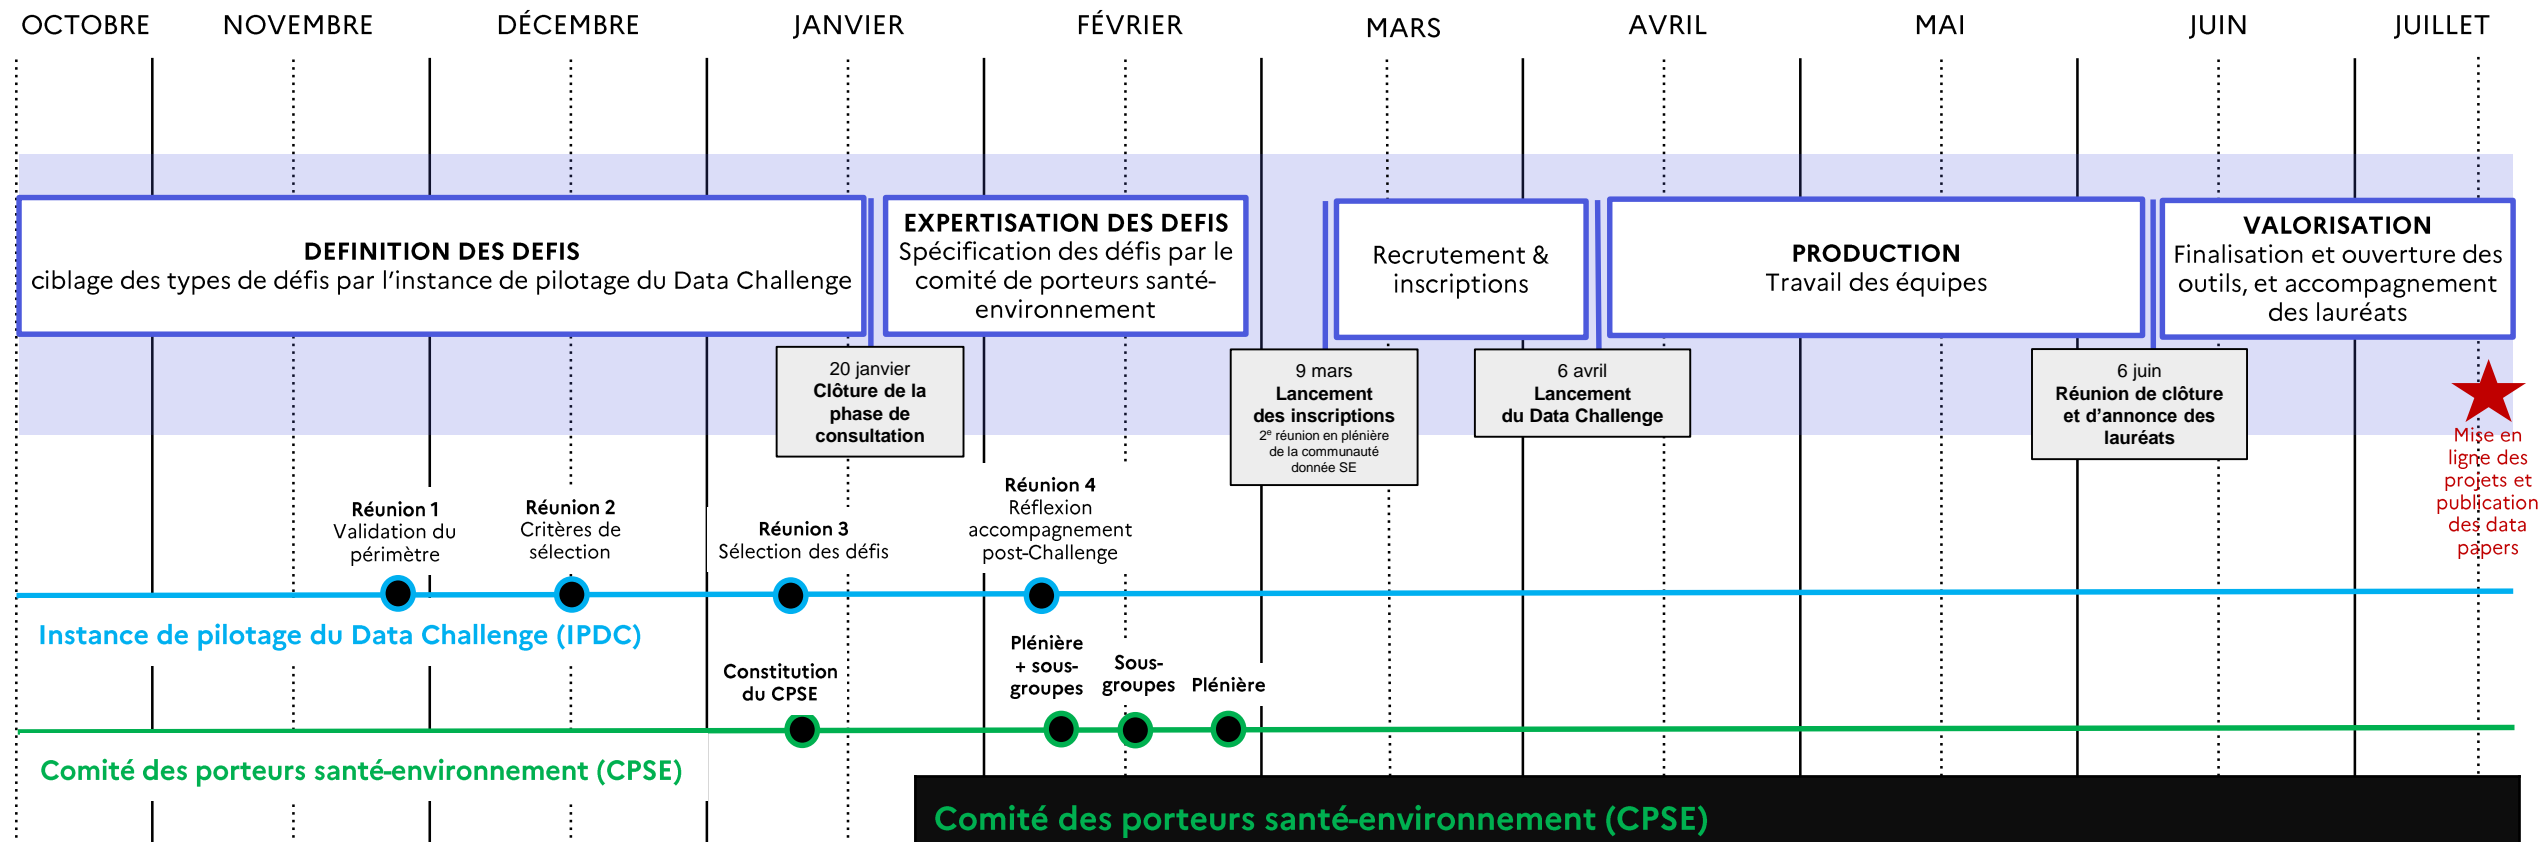 OCTOBRE NOVEMBRE DÉCEMBRE JANVIER FÉVRIER MARS AVRIL MAI JUIN JUILLET
DEFINITION DES DEFIS
ciblage des types de défis par l'instance de pilotage du Data Challenge
EXPERTISATION DES DEFIS
Spécification des défis par le
comité de porteurs santé-
environnement
Recrutement &
inscriptions
PRODUCTION
Travail des équipes
VALORISATION
Finalisation et ouverture des
outils, et accompagnement
des lauréats
20 janvier
Clôture de la
phase de
consultation
9 mars
Lancement
des inscriptions
2e réunion en plénière
de la communauté
donnée SE
6 avril
Lancement
du Data Challenge
6 juin
Réunion de clôture
et d'annonce des
lauréats
Mise en
ligne des
projets et
publication
des data
papers
Réunion 1
Validation du
périmètre
Réunion 2
Critères de
sélection
Réunion 3
Sélection des défis
Réunion 4
Réflexion
accompagnement
post-Challenge
Instance de pilotage du Data Challenge (IPDC)
Constitution
du CPSE
Plénière
+ sous-
groupes
Sous-
groupes
Plénière
Comité des porteurs santé-environnement (CPSE)
Comité des porteurs santé-environnement (CPSE)